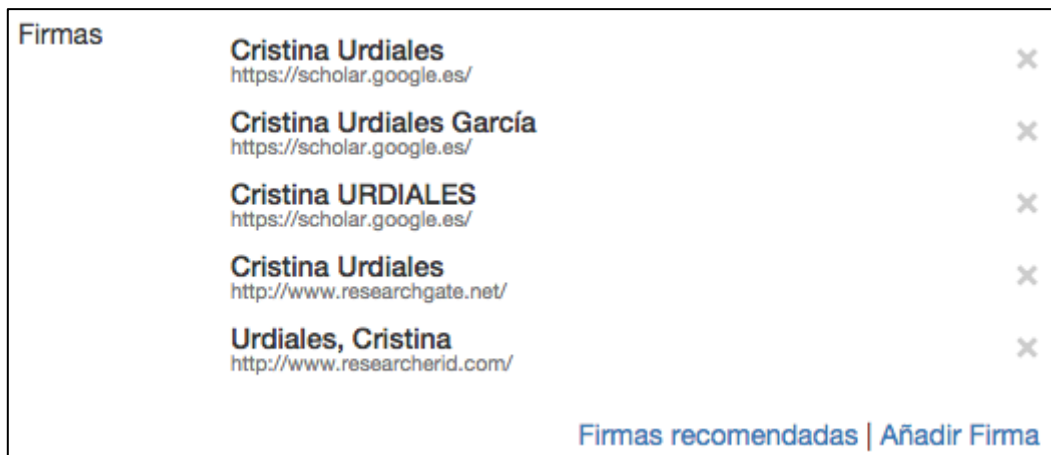 Firmas
Cristina Urdiales
https://scholar.google.es/
Cristina Urdiales García
https://scholar.google.es/
Cristina URDIALES
https://scholar.google.es/
Cristina Urdiales
http://www.researchgate.net/
Urdiales, Cristina
http://www.researcherid.com/
Firmas recomendadas | Añadir Firma